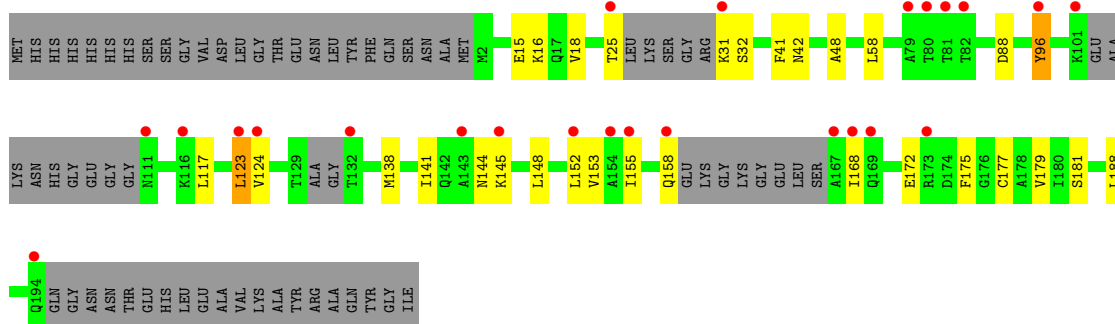 MET HIS HIS HIS HIS HIS HIS SER SER GLY VAL ASP LEU GLY THR GLU ASN LEU TYR PHE GLN SER ASN ALA MET M2 E15 K16 Q17 V18 T25 LEU LYS SER GLY ARG K31 S32 F41 N42 A48 L58 A79 T80 T81 T82 D88 Y96 K101 GLU ALA
LYS ASN HIS GLY GLU GLY GLY N111 K116 L117 L123 V124 T129 ALA GLY T132 M138 I141 Q142 A143 N144 K145 L148 L152 V153 A154 I155 Q158 GLU LYS GLY LYS GLY GLU LEU SER A167 I168 Q169 E172 R173 D174 F175 G176 C177 A178 V179 I180 S181
Q194 GLN GLY ASN ASN THR GLU HIS LEU GLU ALA VAL LYS ALA TYR ARG ALA GLN TYR GLY ILE